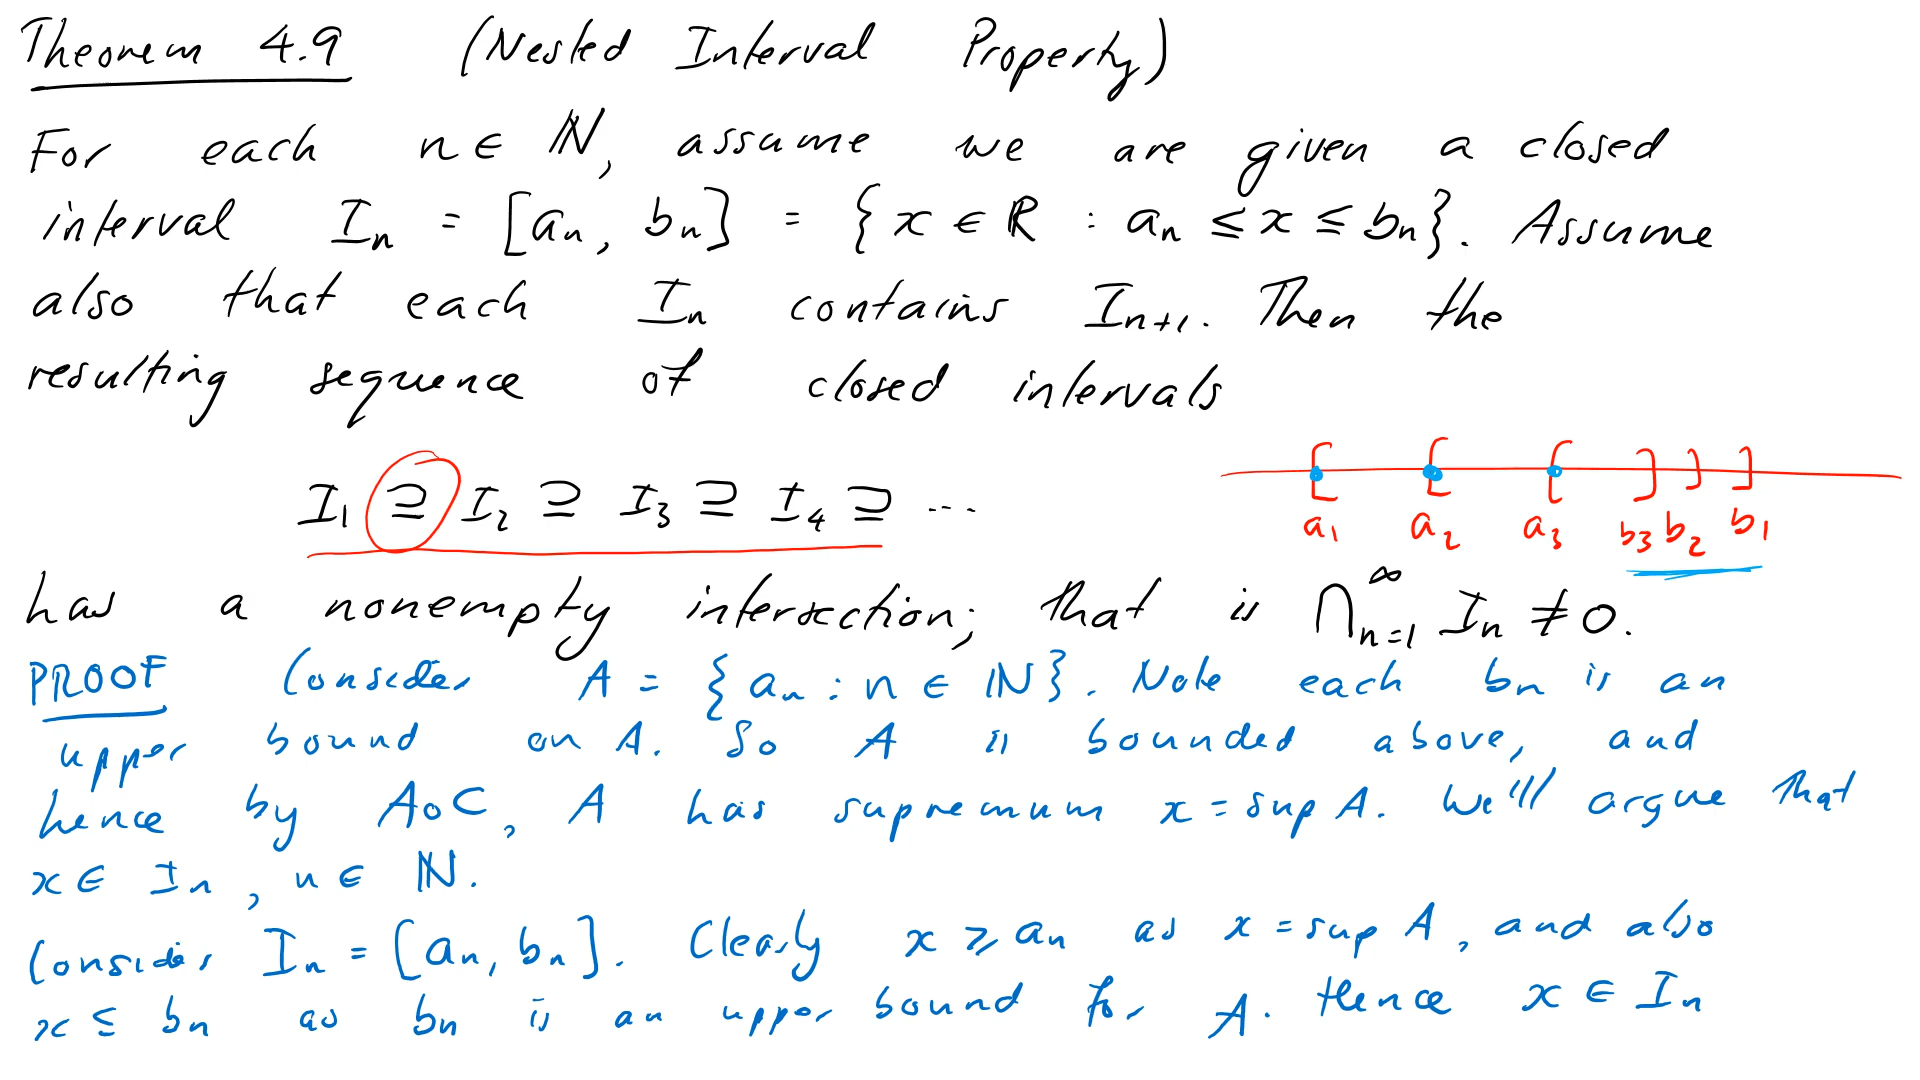 Theorem 4.9 (Nested Interval Property)
For each n ∈ ℕ, assume we are given a closed
interval Iₙ = [aₙ, bₙ] = {x ∈ ℝ : aₙ ≤ x ≤ bₙ}. Assume
also that each Iₙ contains Iₙ₊₁. Then the
resulting sequence of closed intervals
I₁ ⊇ I₂ ⊇ I₃ ⊇ I₄ ⊇ ...
a₁ a₂ a₃ b₃ b₂ b₁
has a nonempty intersection; that is ⋂ₙ₌₁^∞ Iₙ ≠ 0.
PROOF Consider A = {aₙ : n ∈ ℕ}. Note each bₙ is an
upper bound on A. So A is bounded above, and
hence by AoC, A has supremum x = sup A. We'll argue that
x ∈ Iₙ, n ∈ ℕ.
Consider Iₙ = [aₙ, bₙ]. Clearly x ≥ aₙ as x = sup A, and also
x ≤ bₙ as bₙ is an upper bound for A. Hence x ∈ Iₙ